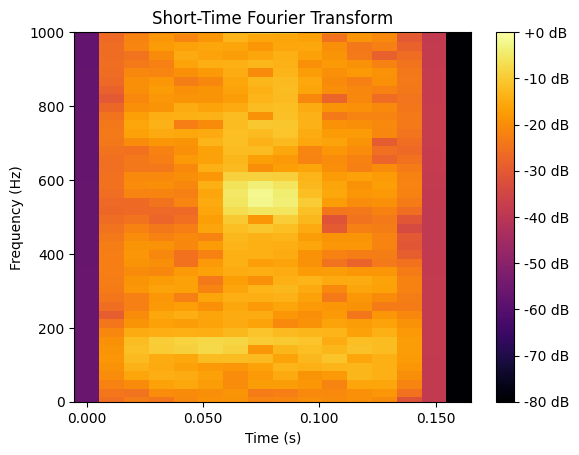 Short-Time Fourier Transform
1000
800
600
400
200
0
Frequency (Hz)
0.000
0.050
0.100
0.150
Time (s)
+0 dB
-10 dB
-20 dB
-30 dB
-40 dB
-50 dB
-60 dB
-70 dB
-80 dB